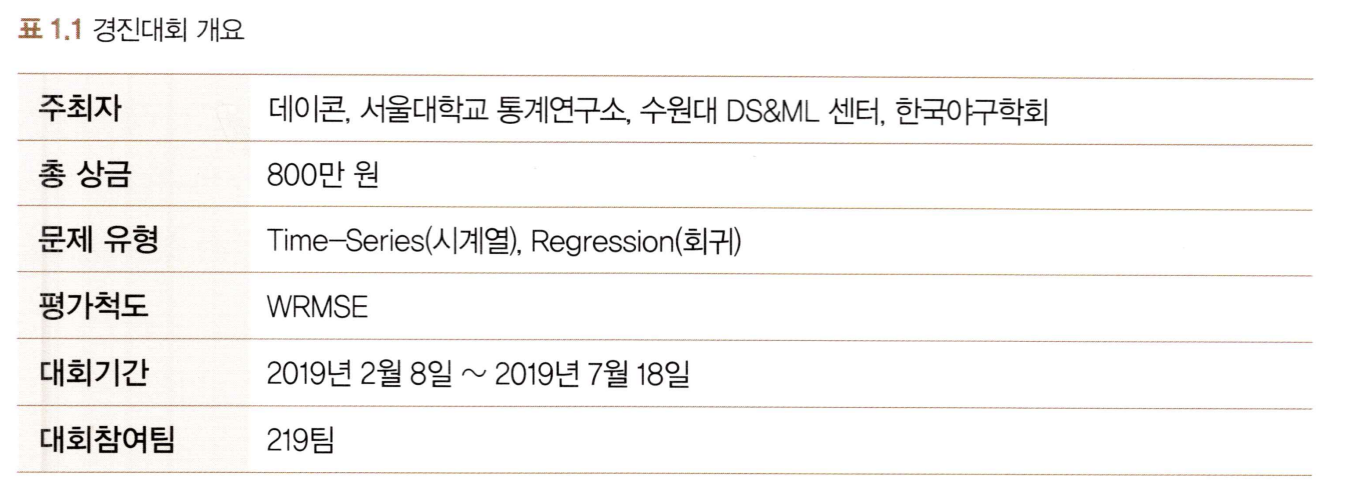 표 1.1 경진대회 개요
주최자 데이콘, 서울대학교 통계연구소, 수원대 DS&ML 센터, 한국야구학회
총 상금 800만 원
문제 유형 Time-Series(시계열), Regression(회귀)
평가척도 WRMSE
대회기간 2019년 2월 8일 ~ 2019년 7월 18일
대회참여팀 219팀